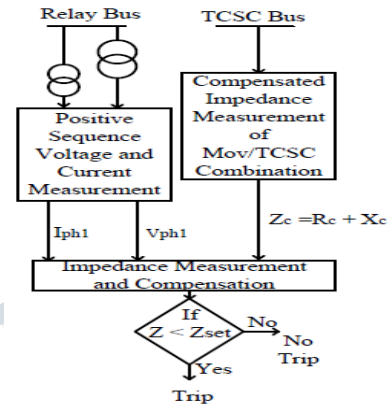 Relay Bus
TCSC Bus
Positive
Sequence
Voltage and
Current
Measurement
Compensated
Impedance
Measurement
of
Mov/TCSC
Combination
Iph1
Vph1
Zc =Rc + Xc
Impedance Measurement
and Compensation
If
Z < Zset
No
No
Trip
Yes
Trip